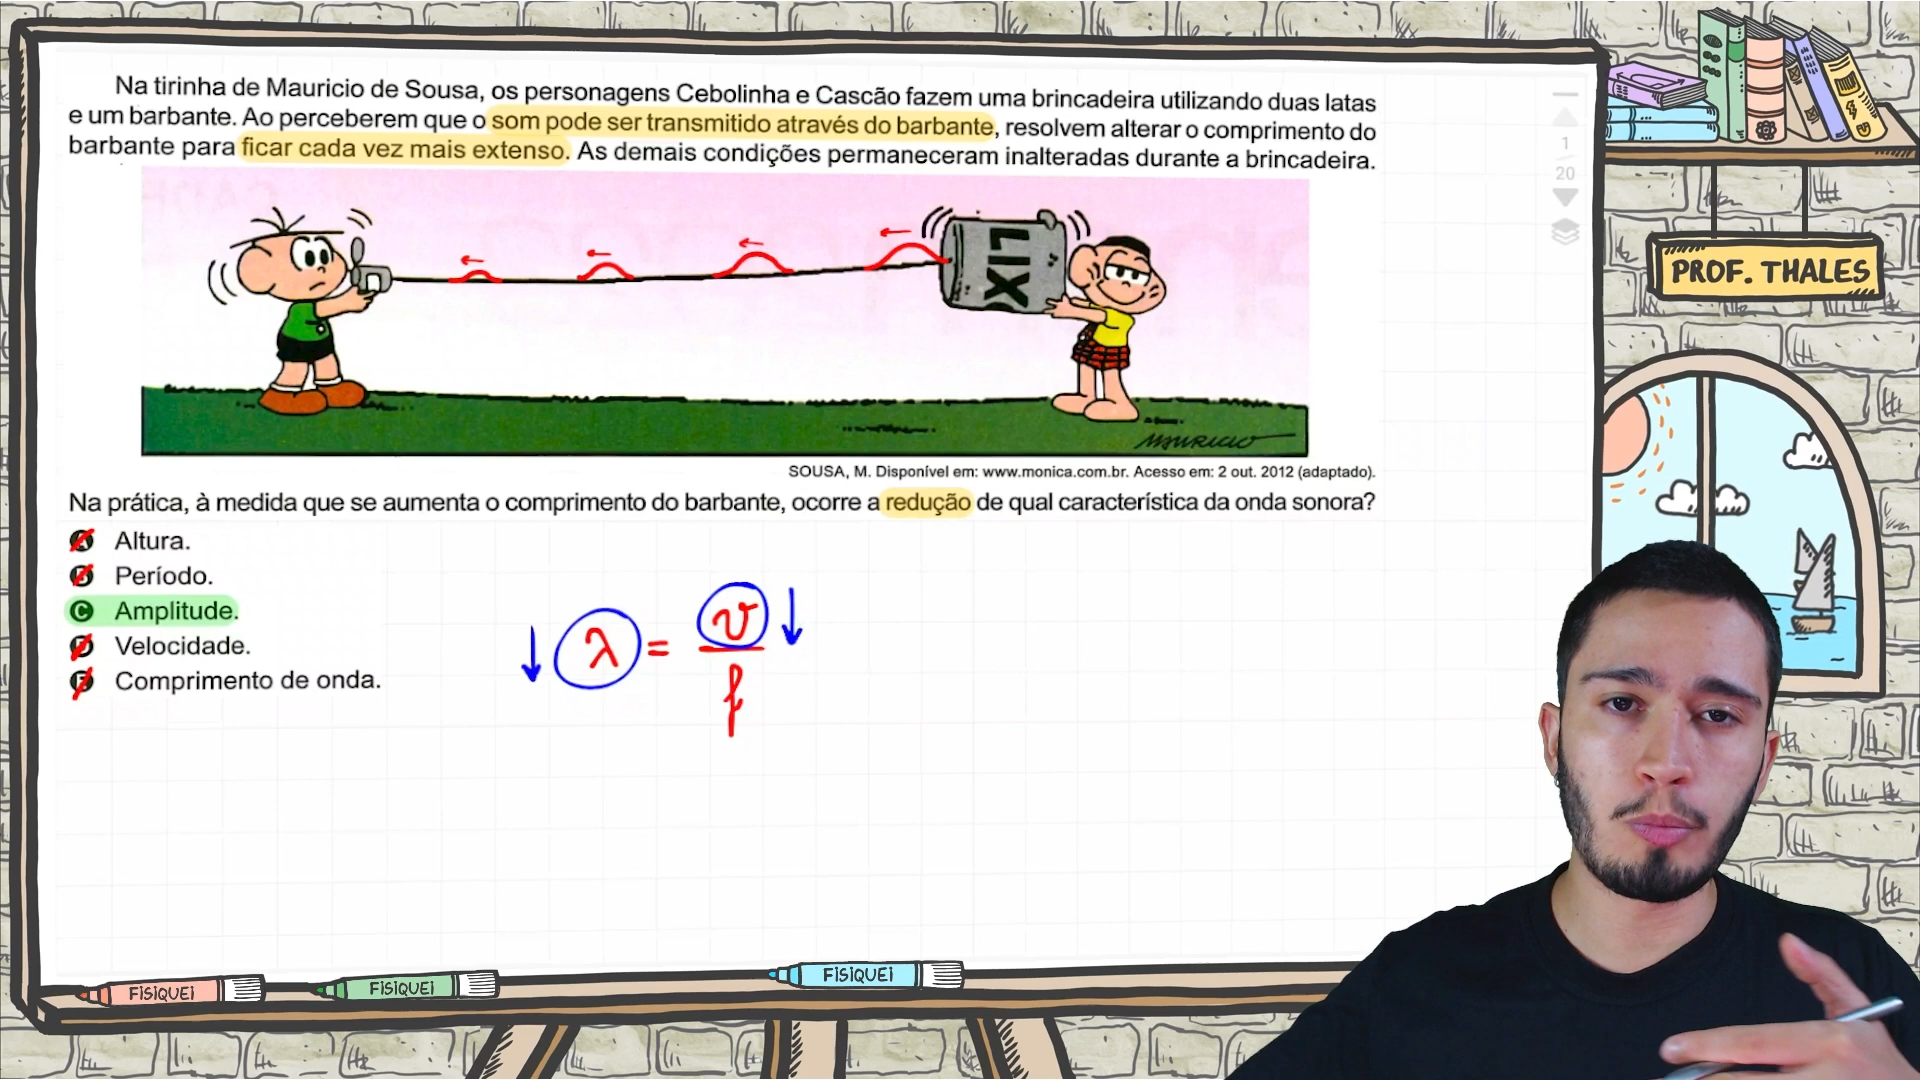 Na tirinha de Mauricio de Sousa, os personagens Cebolinha e Cascão fazem uma brincadeira utilizando duas latas
e um barbante. Ao perceberem que o som pode ser transmitido através do barbante, resolvem alterar o comprimento do
barbante para ficar cada vez mais extenso. As demais condições permaneceram inalteradas durante a brincadeira.
1
20
LIX
PROF. THALES
MAURICIO
SOUSA, M. Disponível em: www.monica.com.br. Acesso em: 2 out. 2012 (adaptado).
Na prática, à medida que se aumenta o comprimento do barbante, ocorre a redução de qual característica da onda sonora?
A Altura.
B Período.
C Amplitude.
D Velocidade.
E Comprimento de onda.
↓ λ = v ↓
f
FISIQUEI
FISIQUEI
FISIQUEI